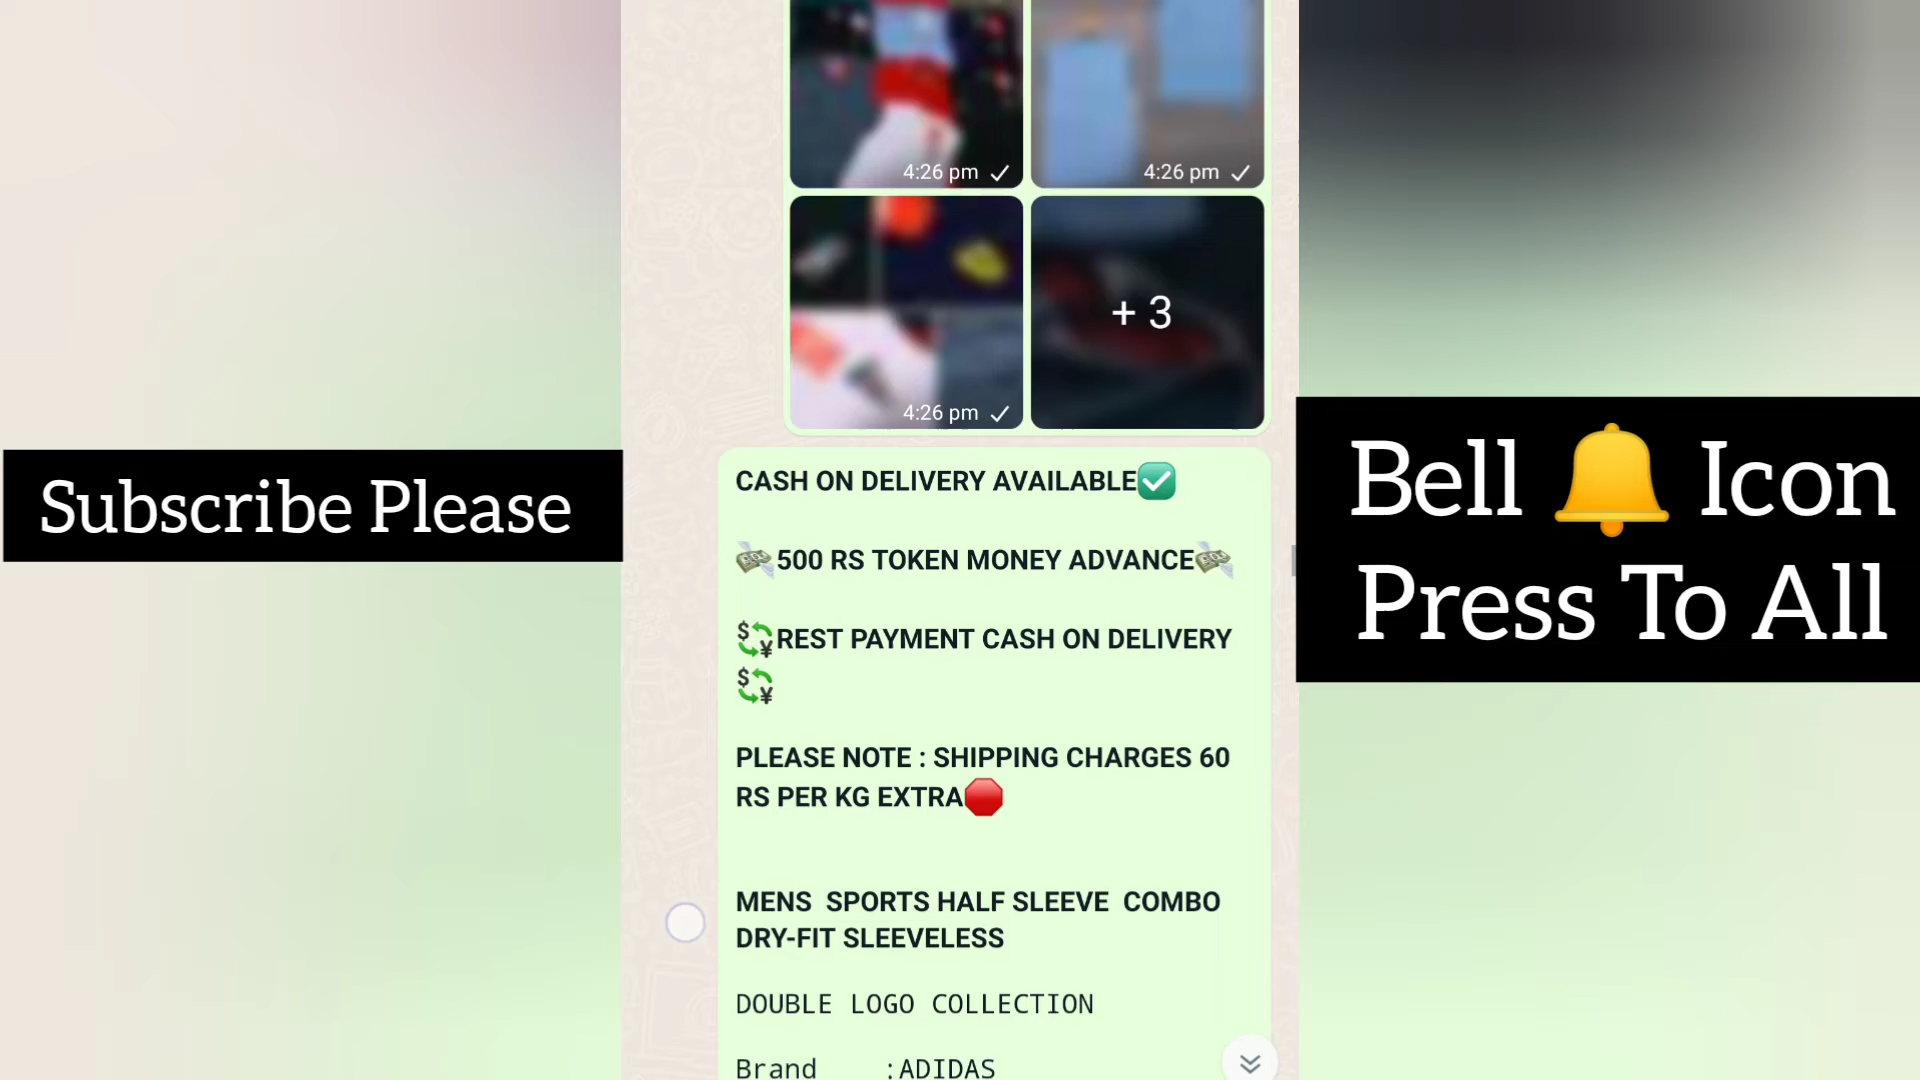 4:26 pm
4:26 pm
4:26 pm
+ 3
Subscribe Please
Bell 🔔 Icon
Press To All
CASH ON DELIVERY AVAILABLE✅
💸500 RS TOKEN MONEY ADVANCE💸
💱REST PAYMENT CASH ON DELIVERY
💱
PLEASE NOTE : SHIPPING CHARGES 60
RS PER KG EXTRA🛑
MENS  SPORTS HALF SLEEVE  COMBO
DRY-FIT SLEEVELESS
DOUBLE LOGO COLLECTION
Brand    :ADIDAS